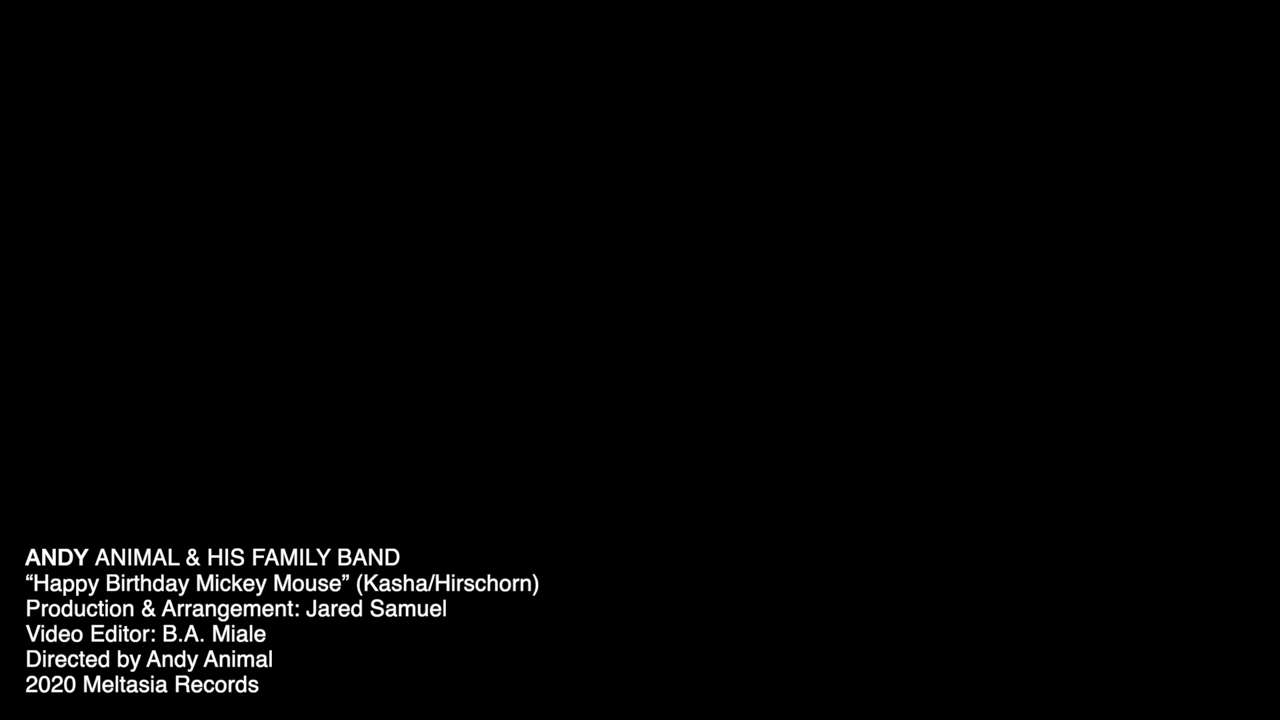 ANDY ANIMAL & HIS FAMILY BAND
“Happy Birthday Mickey Mouse” (Kasha/Hirschorn)
Production & Arrangement: Jared Samuel
Video Editor: B.A. Miale
Directed by Andy Animal
2020 Meltasia Records